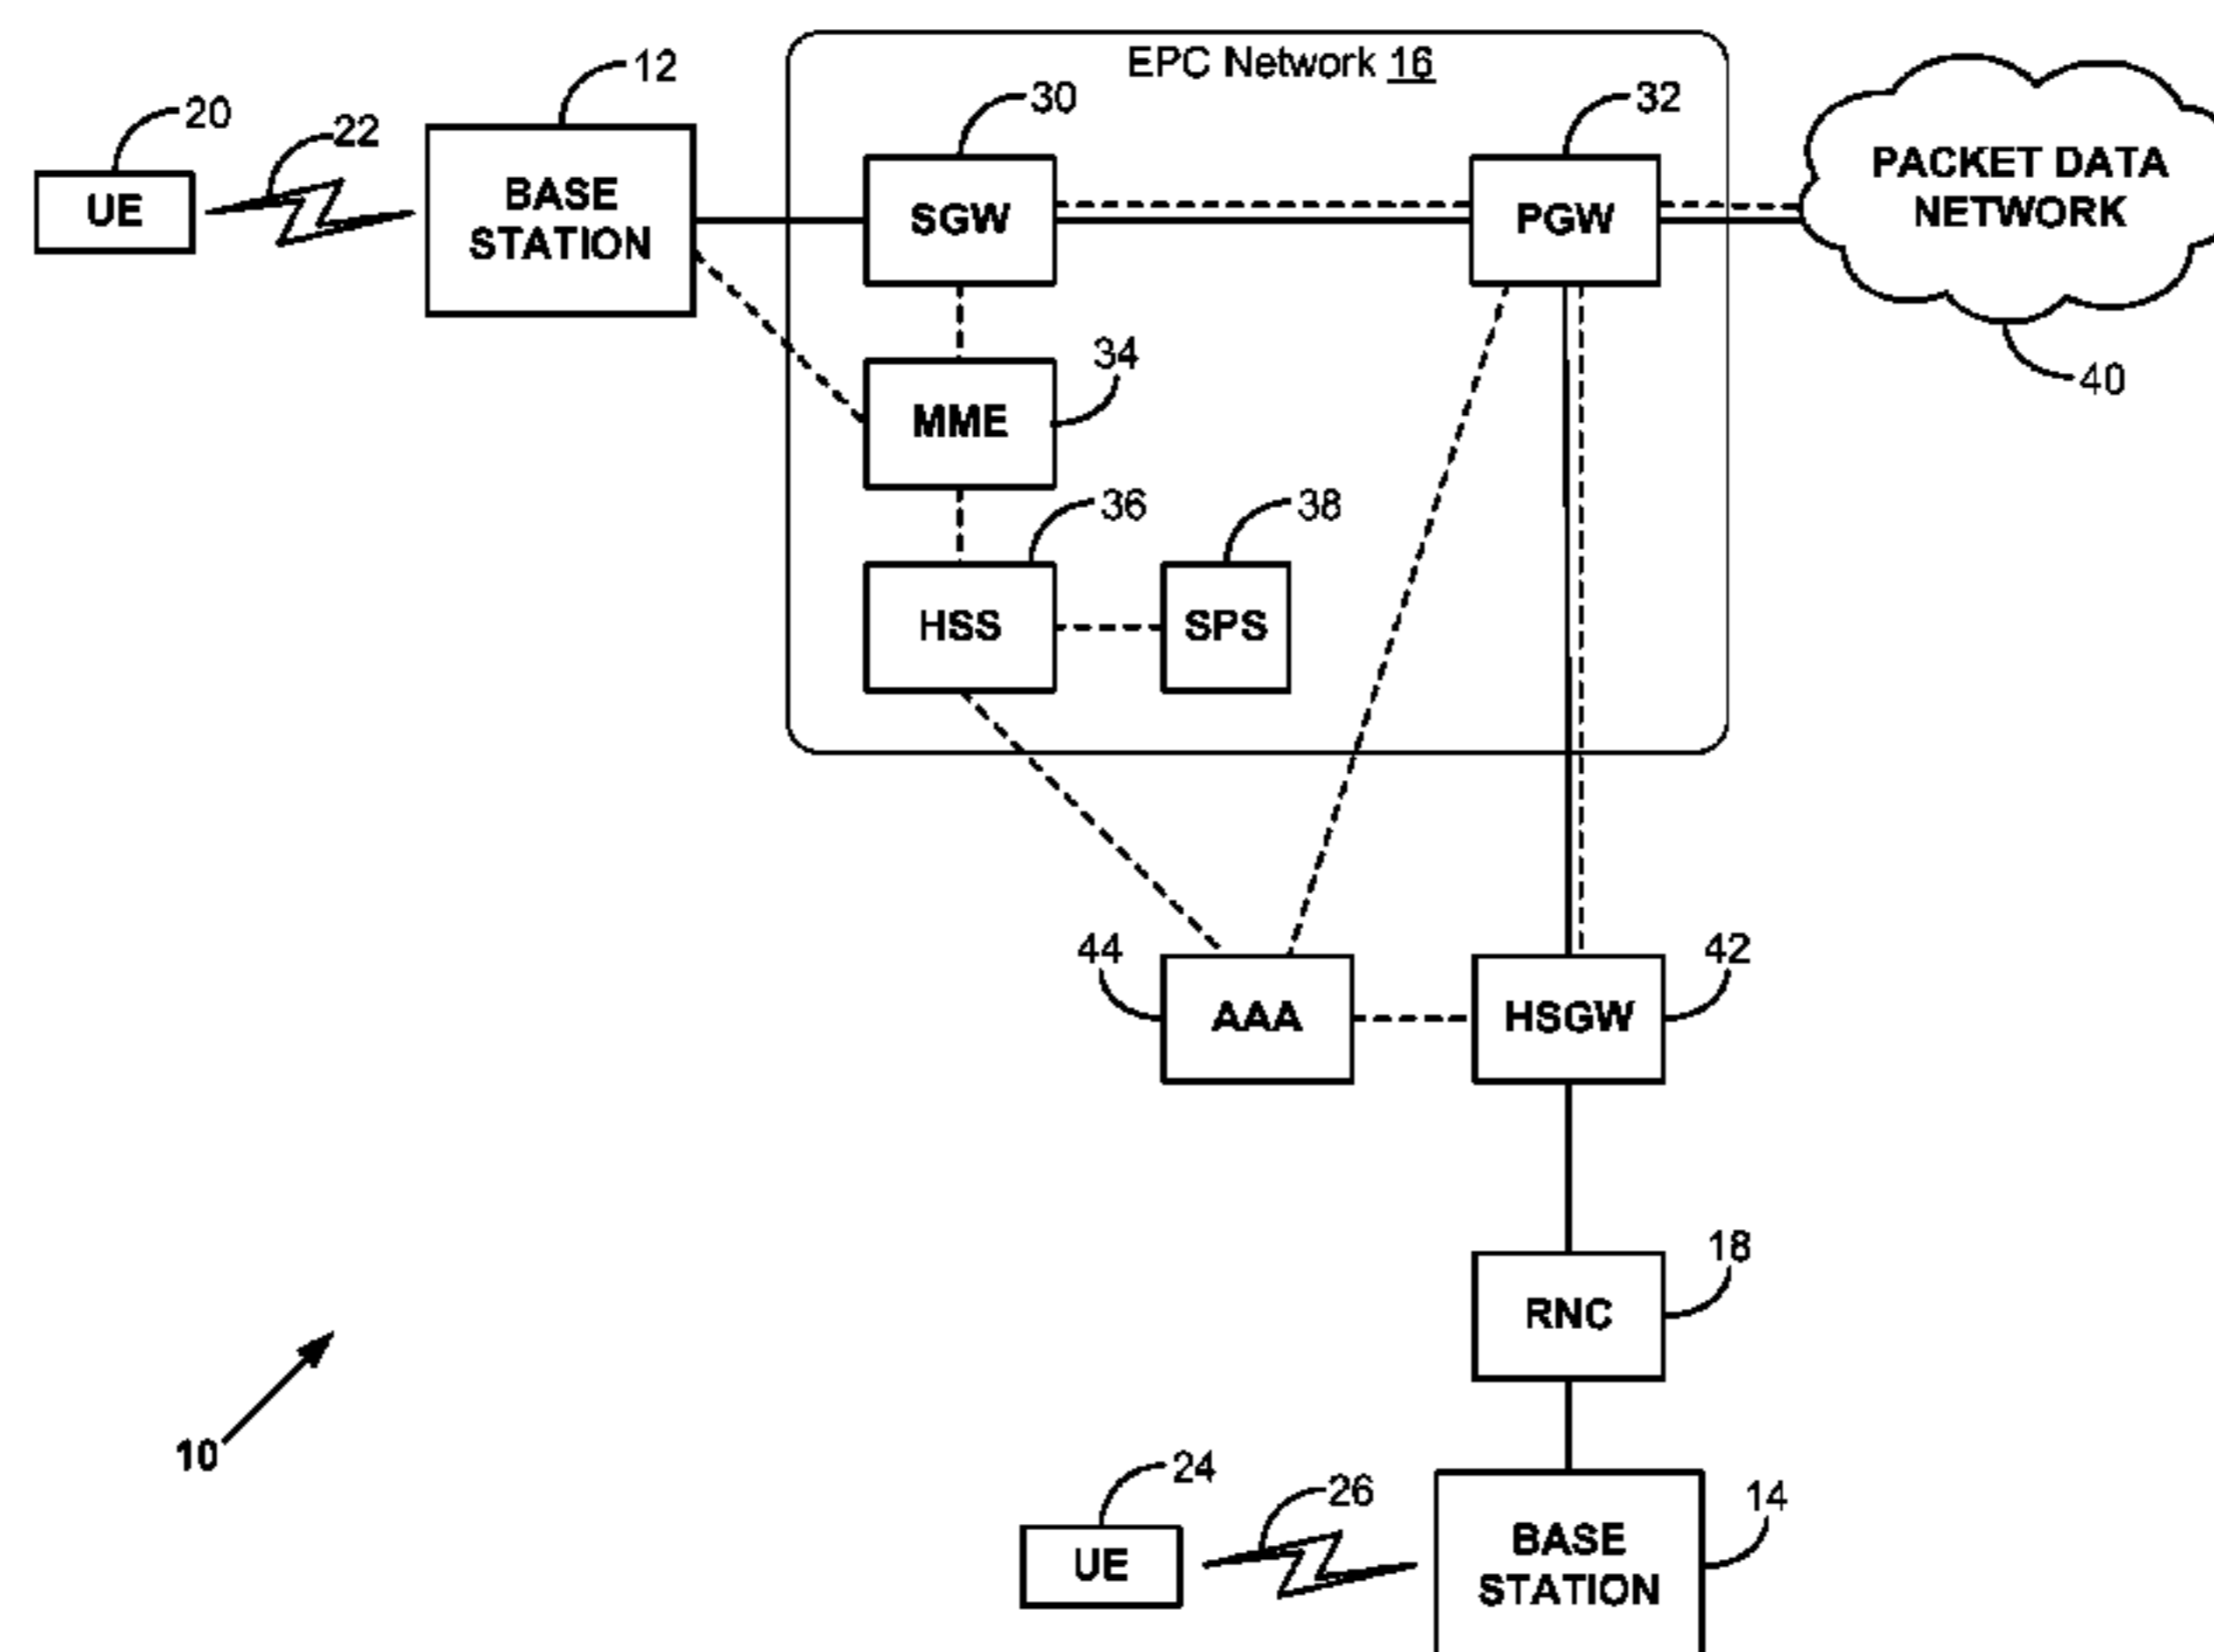 EPC Network 16
12
20
22
30
32
UE
BASE
STATION
SGW
PGW
PACKET DATA
NETWORK
34
40
MME
36
38
HSS
SPS
44
42
AAA
HSGW
18
RNC
10
24
26
14
UE
BASE
STATION